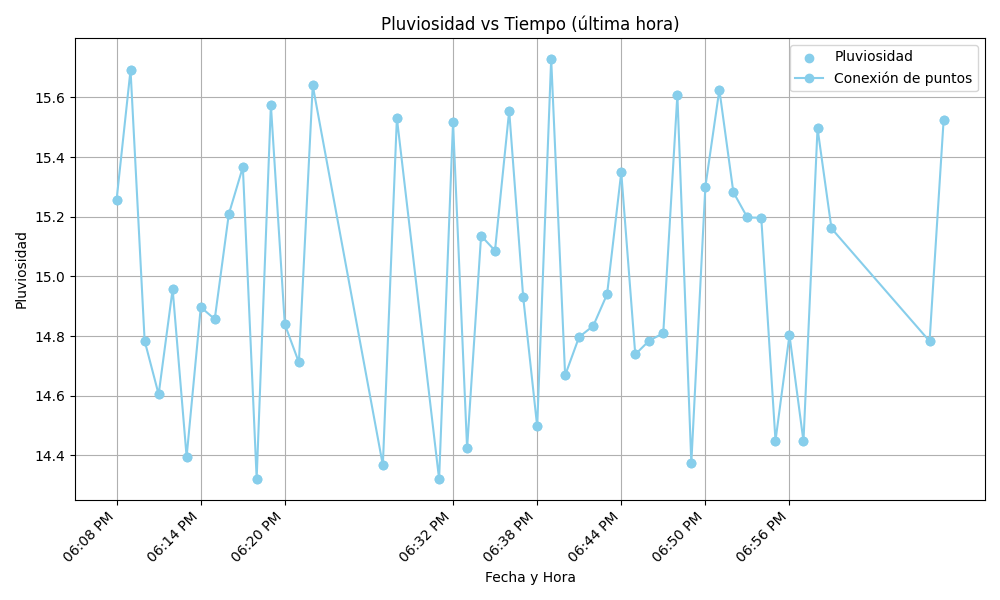 Pluviosidad vs Tiempo (última hora)
Pluviosidad
Conexión de puntos
Pluviosidad
15.6
15.4
15.2
15.0
14.8
14.6
14.4
06:08 PM
06:14 PM
06:20 PM
06:32 PM
06:38 PM
06:44 PM
06:50 PM
06:56 PM
Fecha y Hora